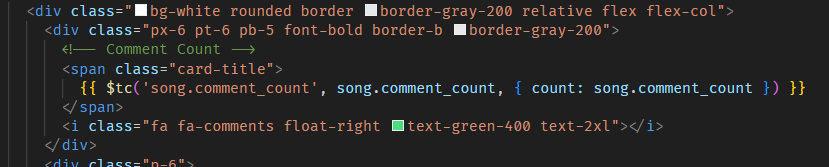 <div class="bg-white rounded border border-gray-200 relative flex flex-col">
<div class="px-6 pt-6 pb-5 font-bold border-b border-gray-200">
<!-- Comment Count -->
<span class="card-title">
{{ $tc('song.comment_count', song.comment_count, { count: song.comment_count }) }}
</span>
<i class="fa fa-comments float-right text-green-400 text-2xl"></i>
</div>
<div class="p-6">